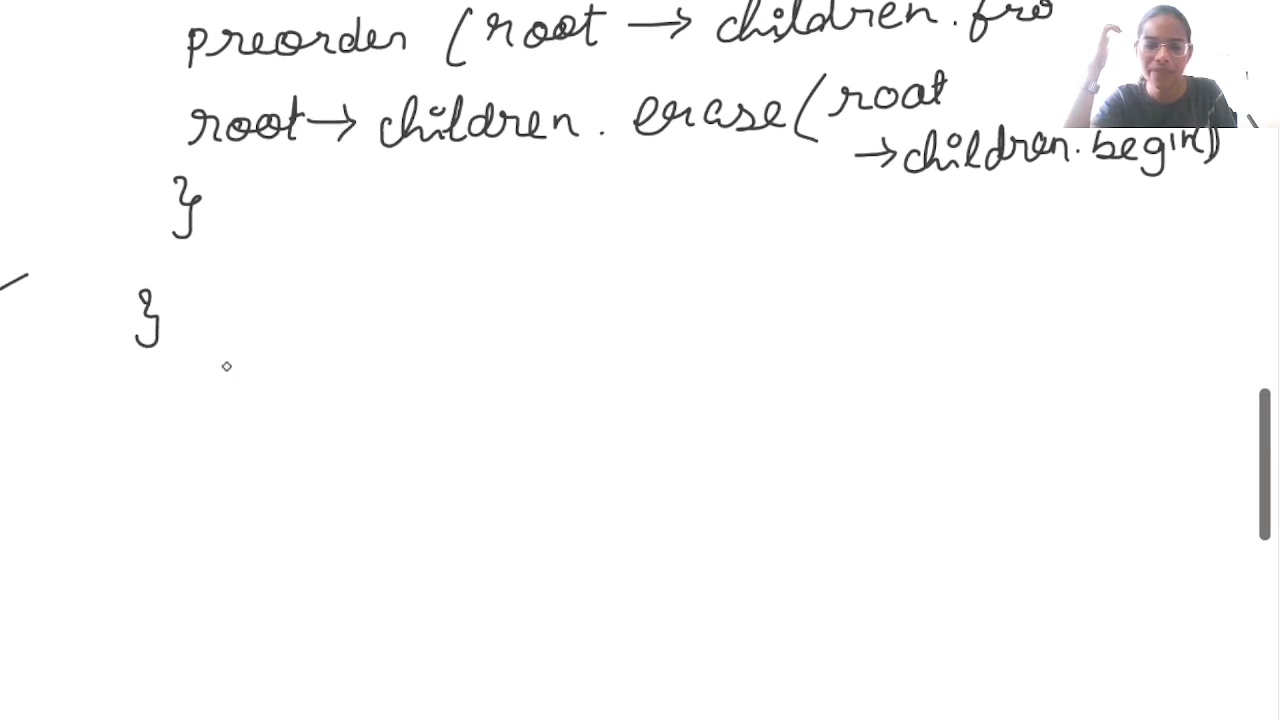 preorder (root → children.fro
root → children. erase(root
→ children.begin()
}
}